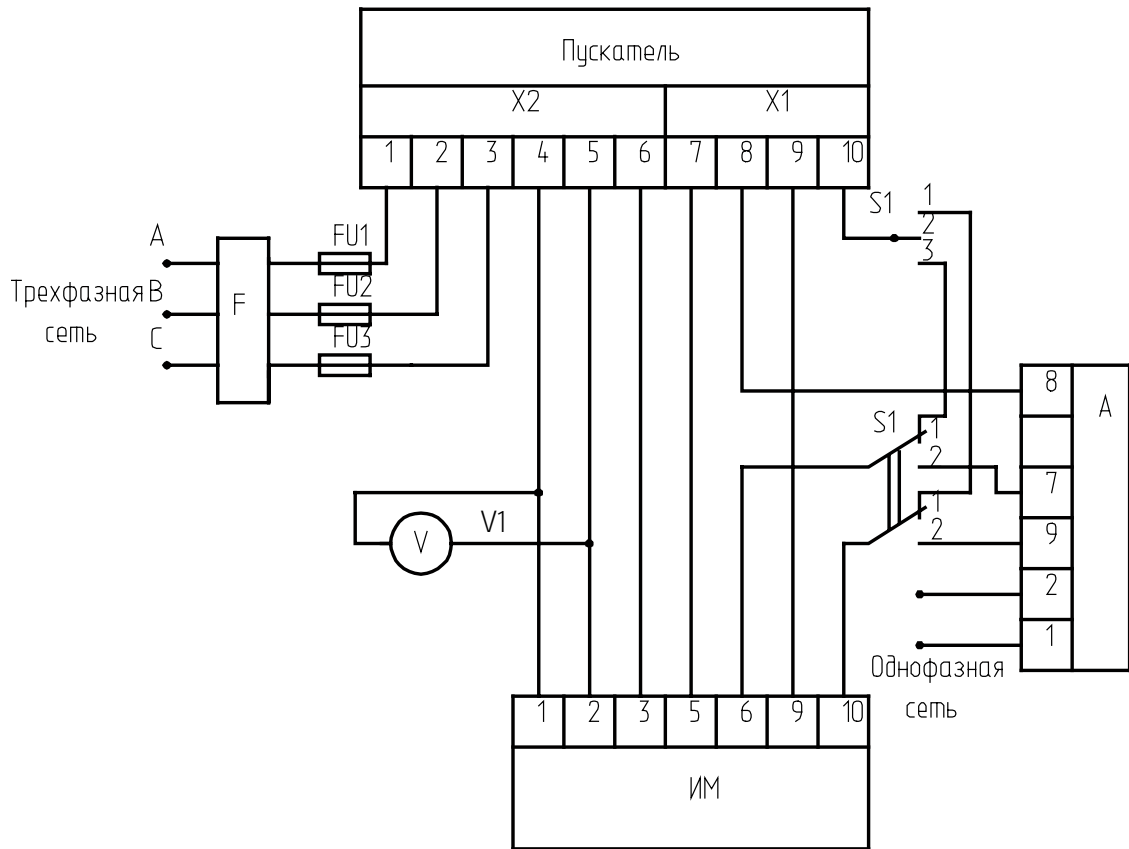 Пускатель
X2 X1
1 2 3 4 5 6 7 8 9 10
S1
1
2
3
A
B
C
Трехфазная
сеть
F
FU1
FU2
FU3
8
A
7
9
2
1
S1
1
2
1
2
V
V1
Однофазная
сеть
1 2 3 5 6 9 10
ИМ